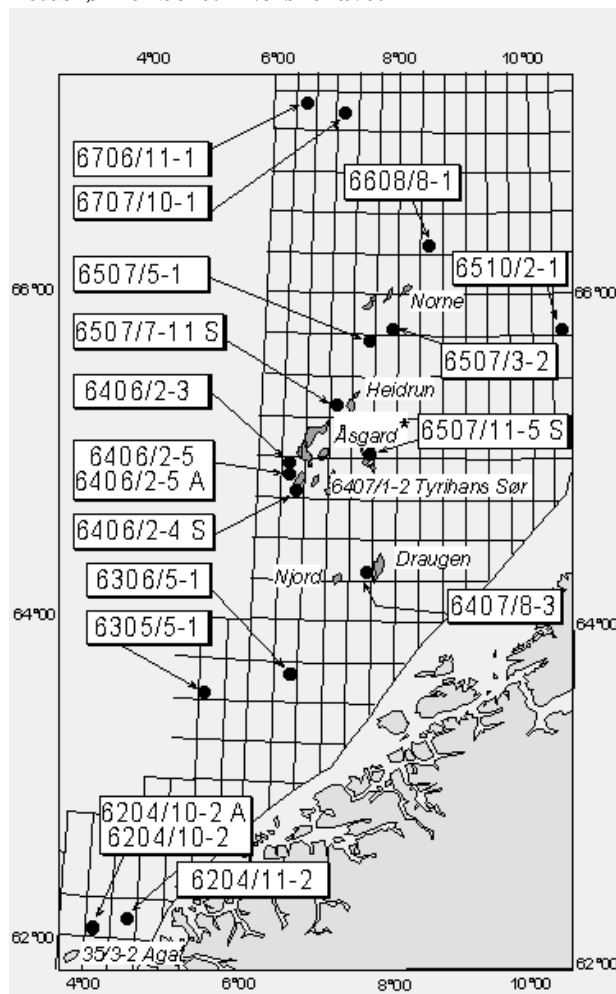 4°00 6°00 8°00 10°00
6706/11-1
6707/10-1
6608/8-1
6507/5-1
6510/2-1
66°00 66°00
Norne
6507/7-11 S
6507/3-2
6406/2-3
Heidrun
Åsgard*
6507/11-5 S
6406/2-5
6406/2-5 A
6407/1-2 Tyrihans Sør
6406/2-4 S
6306/5-1
Draugen
Njord
6407/8-3
64°00 64°00
6305/5-1
6204/10-2 A
6204/10-2
6204/11-2
62°00 62°00
35/3-2 Agat
4°00 6°00 8°00 10°00